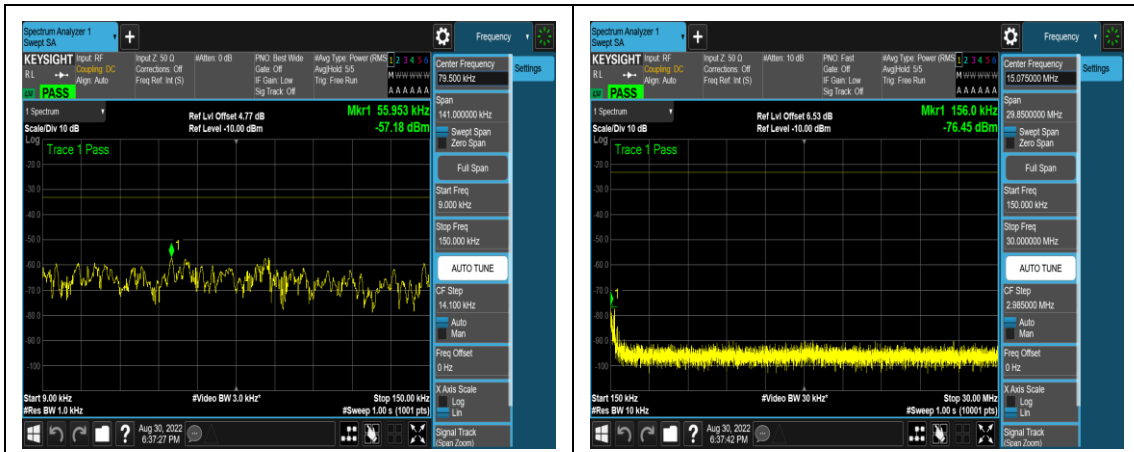 Spectrum Analyzer 1
Swept SA
Frequency
KEYSIGHT
Input: RF
Coupling: DC
Align: Auto
Input Z: 50 Ω
Corrections: Off
Freq Ref: Int (S)
#Atten: 0 dB
PNO: Best Wide
Gate: Off
IF Gain: Low
Sig Track: Off
#Avg Type: Power (RMS
Avg|Hold: 5/5
Trig: Free Run
1 2 3 4 5 6
M W W W W W
A A A A A A
RL
PASS
1 Spectrum
Scale/Div 10 dB
Log
Ref Lvl Offset 4.77 dB
Ref Level -10.00 dBm
Mkr1 55.953 kHz
-57.18 dBm
Trace 1 Pass
-20.0
-30.0
-40.0
-50.0
-60.0
-70.0
-80.0
-90.0
-100
1
Start 9.00 kHz
#Res BW 1.0 kHz
#Video BW 3.0 kHz*
Stop 150.00 kHz
#Sweep 1.00 s (1001 pts)
Aug 30, 2022
6:37:27 PM
Center Frequency
79.500 kHz
Settings
Span
141.000000 kHz
Swept Span
Zero Span
Full Span
Start Freq
9.000 kHz
Stop Freq
150.000 kHz
AUTO TUNE
CF Step
14.100 kHz
Auto
Man
Freq Offset
0 Hz
X Axis Scale
Log
Lin
Signal Track
(Span Zoom)
Spectrum Analyzer 1
Swept SA
Frequency
KEYSIGHT
Input: RF
Coupling: DC
Align: Auto
Input Z: 50 Ω
Corrections: Off
Freq Ref: Int (S)
#Atten: 10 dB
PNO: Fast
Gate: Off
IF Gain: Low
Sig Track: Off
#Avg Type: Power (RMS
Avg|Hold: 5/5
Trig: Free Run
1 2 3 4 5 6
M W W W W W
A A A A A A
RL
PASS
1 Spectrum
Scale/Div 10 dB
Log
Ref Lvl Offset 6.53 dB
Ref Level -10.00 dBm
Mkr1 156.0 kHz
-76.45 dBm
Trace 1 Pass
-20.0
-30.0
-40.0
-50.0
-60.0
-70.0
-80.0
-90.0
-100
1
Start 150 kHz
#Res BW 10 kHz
#Video BW 30 kHz*
Stop 30.00 MHz
#Sweep 1.00 s (10001 pts)
Aug 30, 2022
6:37:42 PM
Center Frequency
15.075000 MHz
Settings
Span
29.8500000 MHz
Swept Span
Zero Span
Full Span
Start Freq
150.000 kHz
Stop Freq
30.000000 MHz
AUTO TUNE
CF Step
2.985000 MHz
Auto
Man
Freq Offset
0 Hz
X Axis Scale
Log
Lin
Signal Track
(Span Zoom)